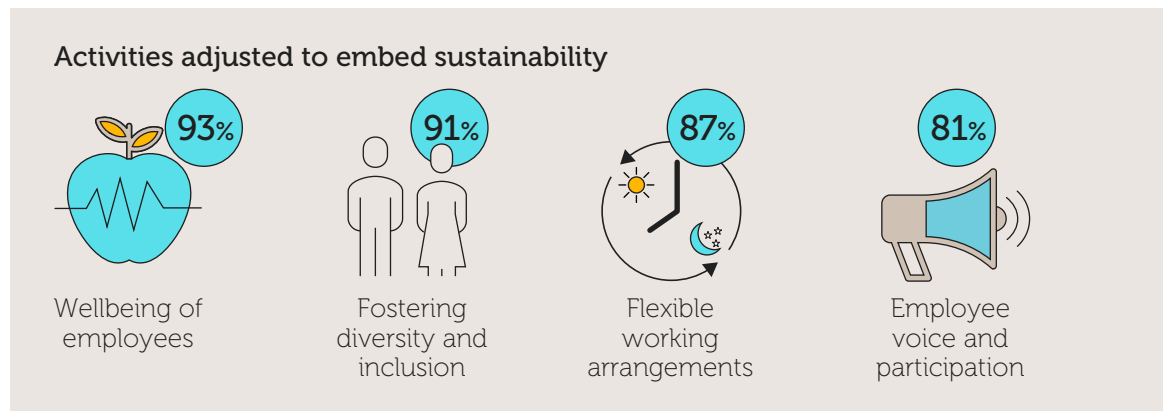 Activities adjusted to embed sustainability
93%
91%
87%
81%
Wellbeing of
employees
Fostering
diversity and
inclusion
Flexible
working
arrangements
Employee
voice and
participation